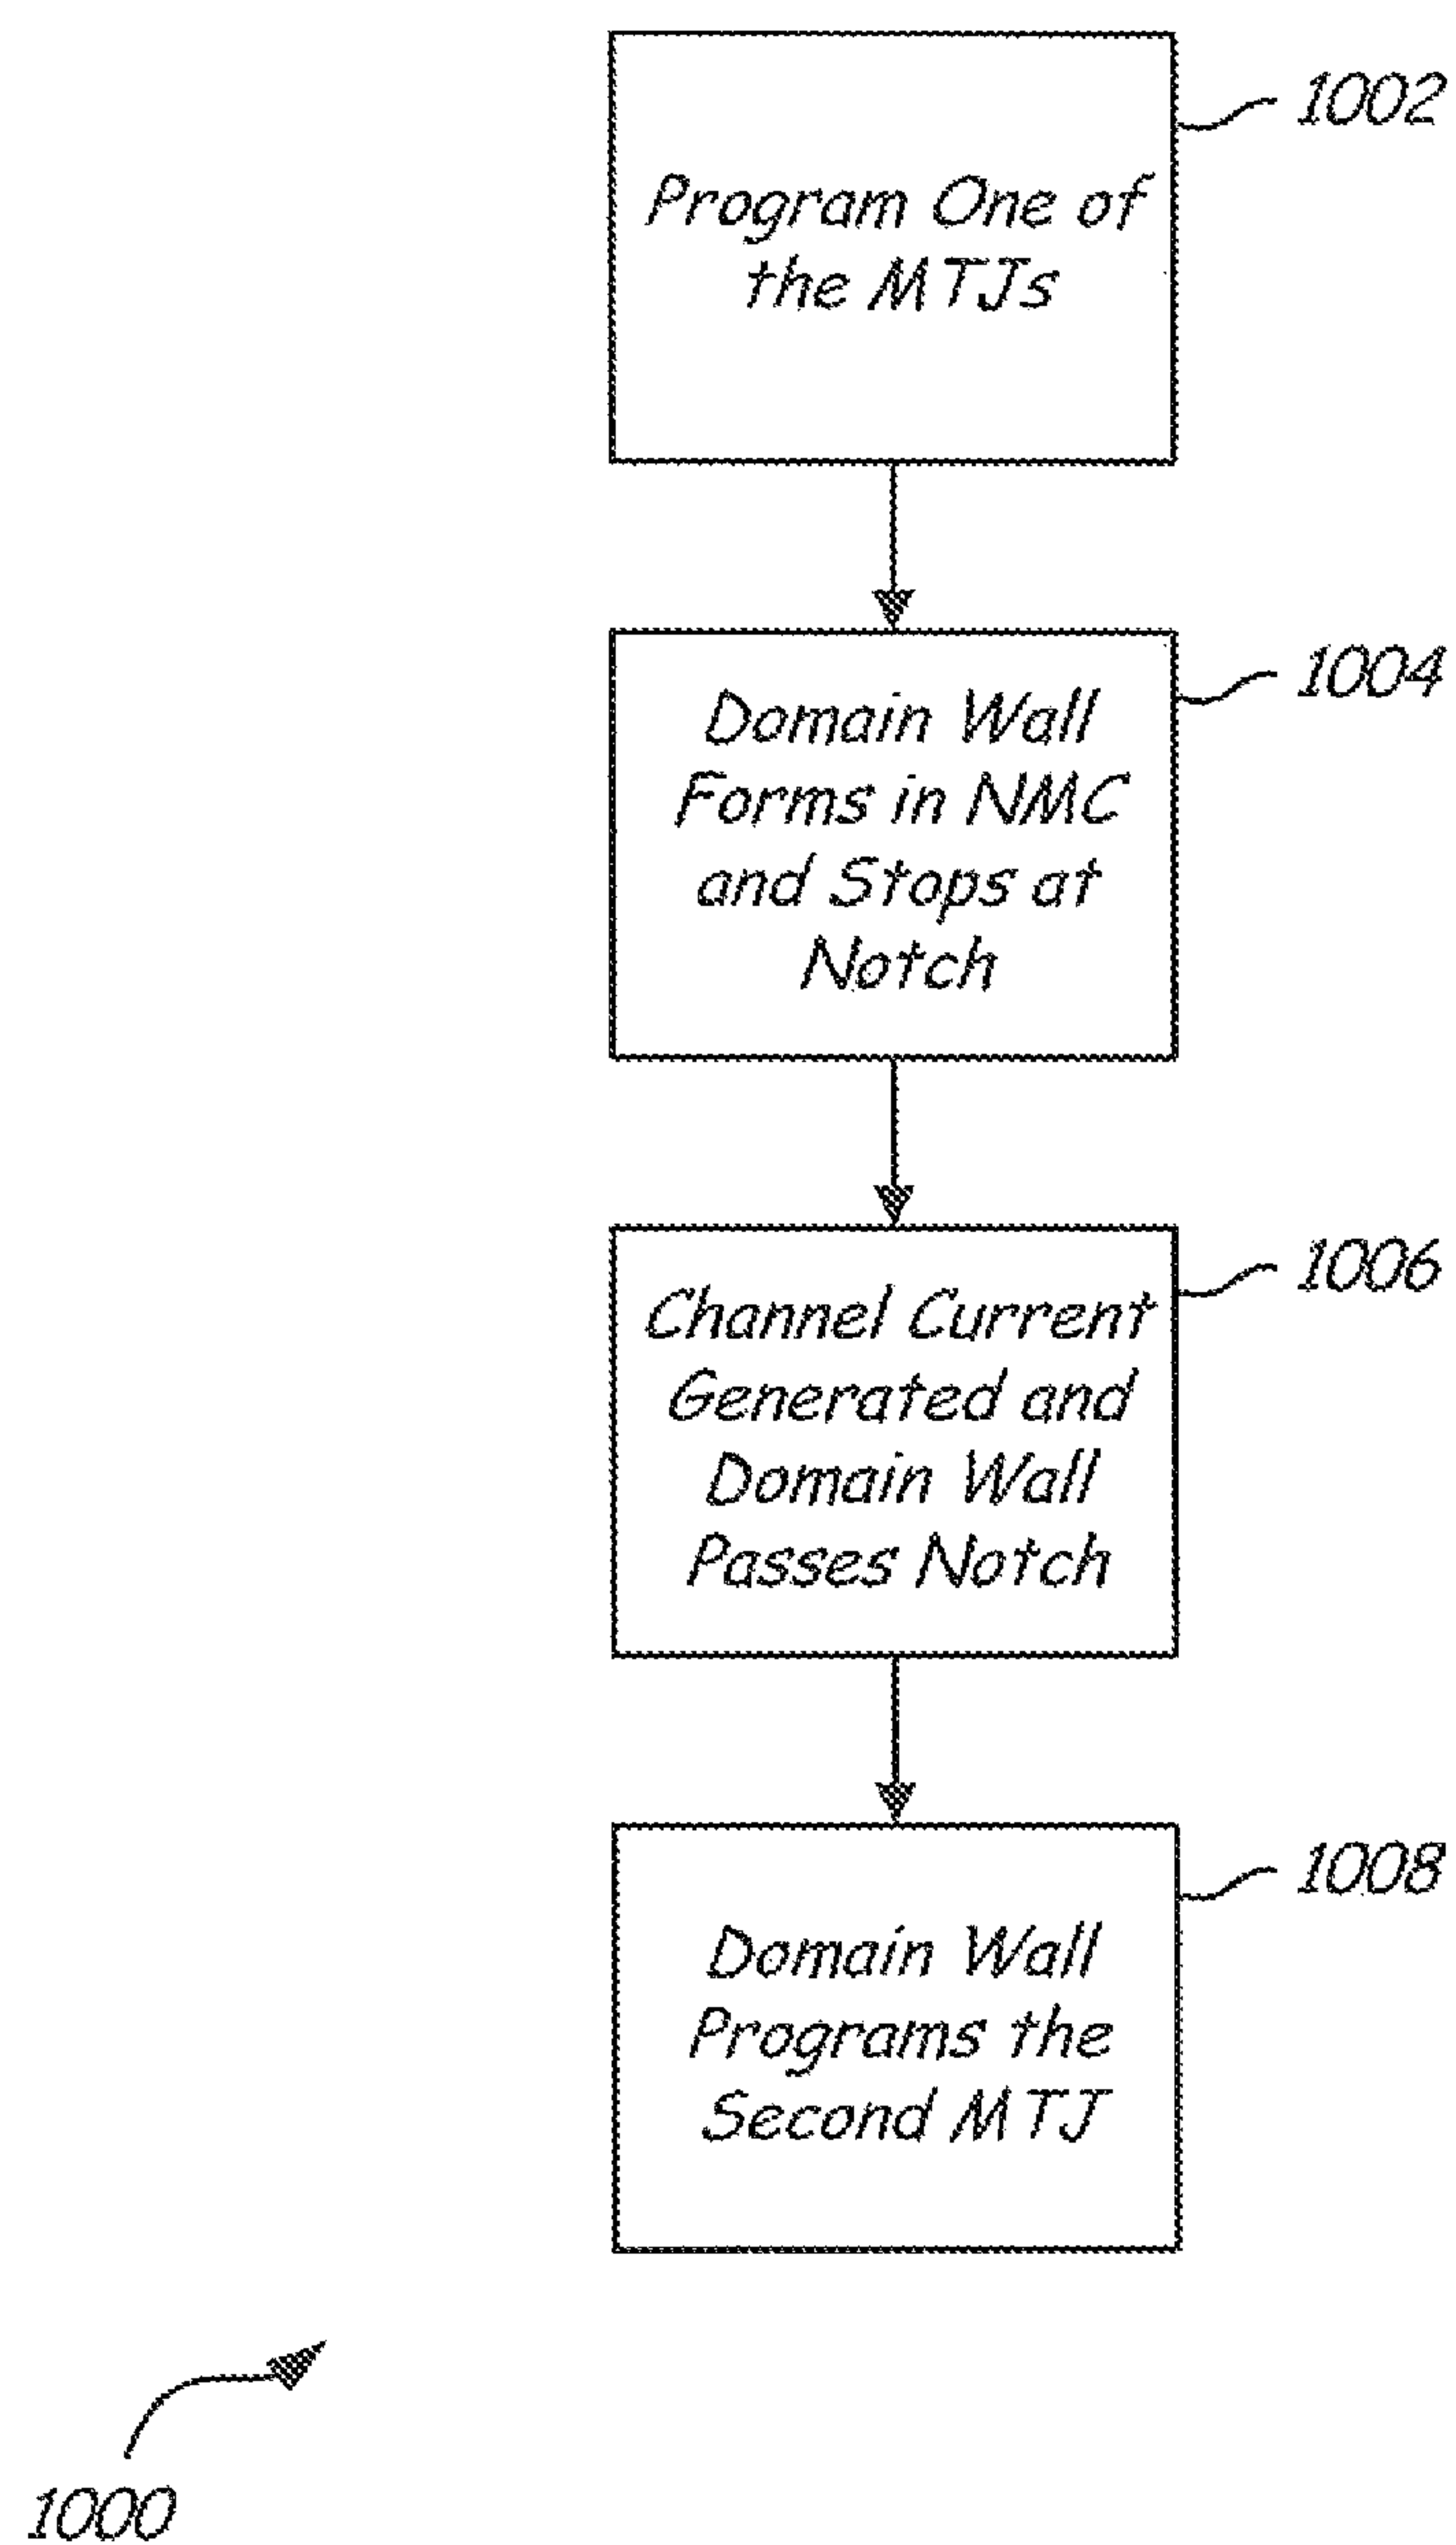 1002
Program One of
the MTJs
1004
Domain Wall
Forms in NMC
and Stops at
Notch
1006
Channel Current
Generated and
Domain Wall
Passes Notch
1008
Domain Wall
Programs the
Second MTJ
1000